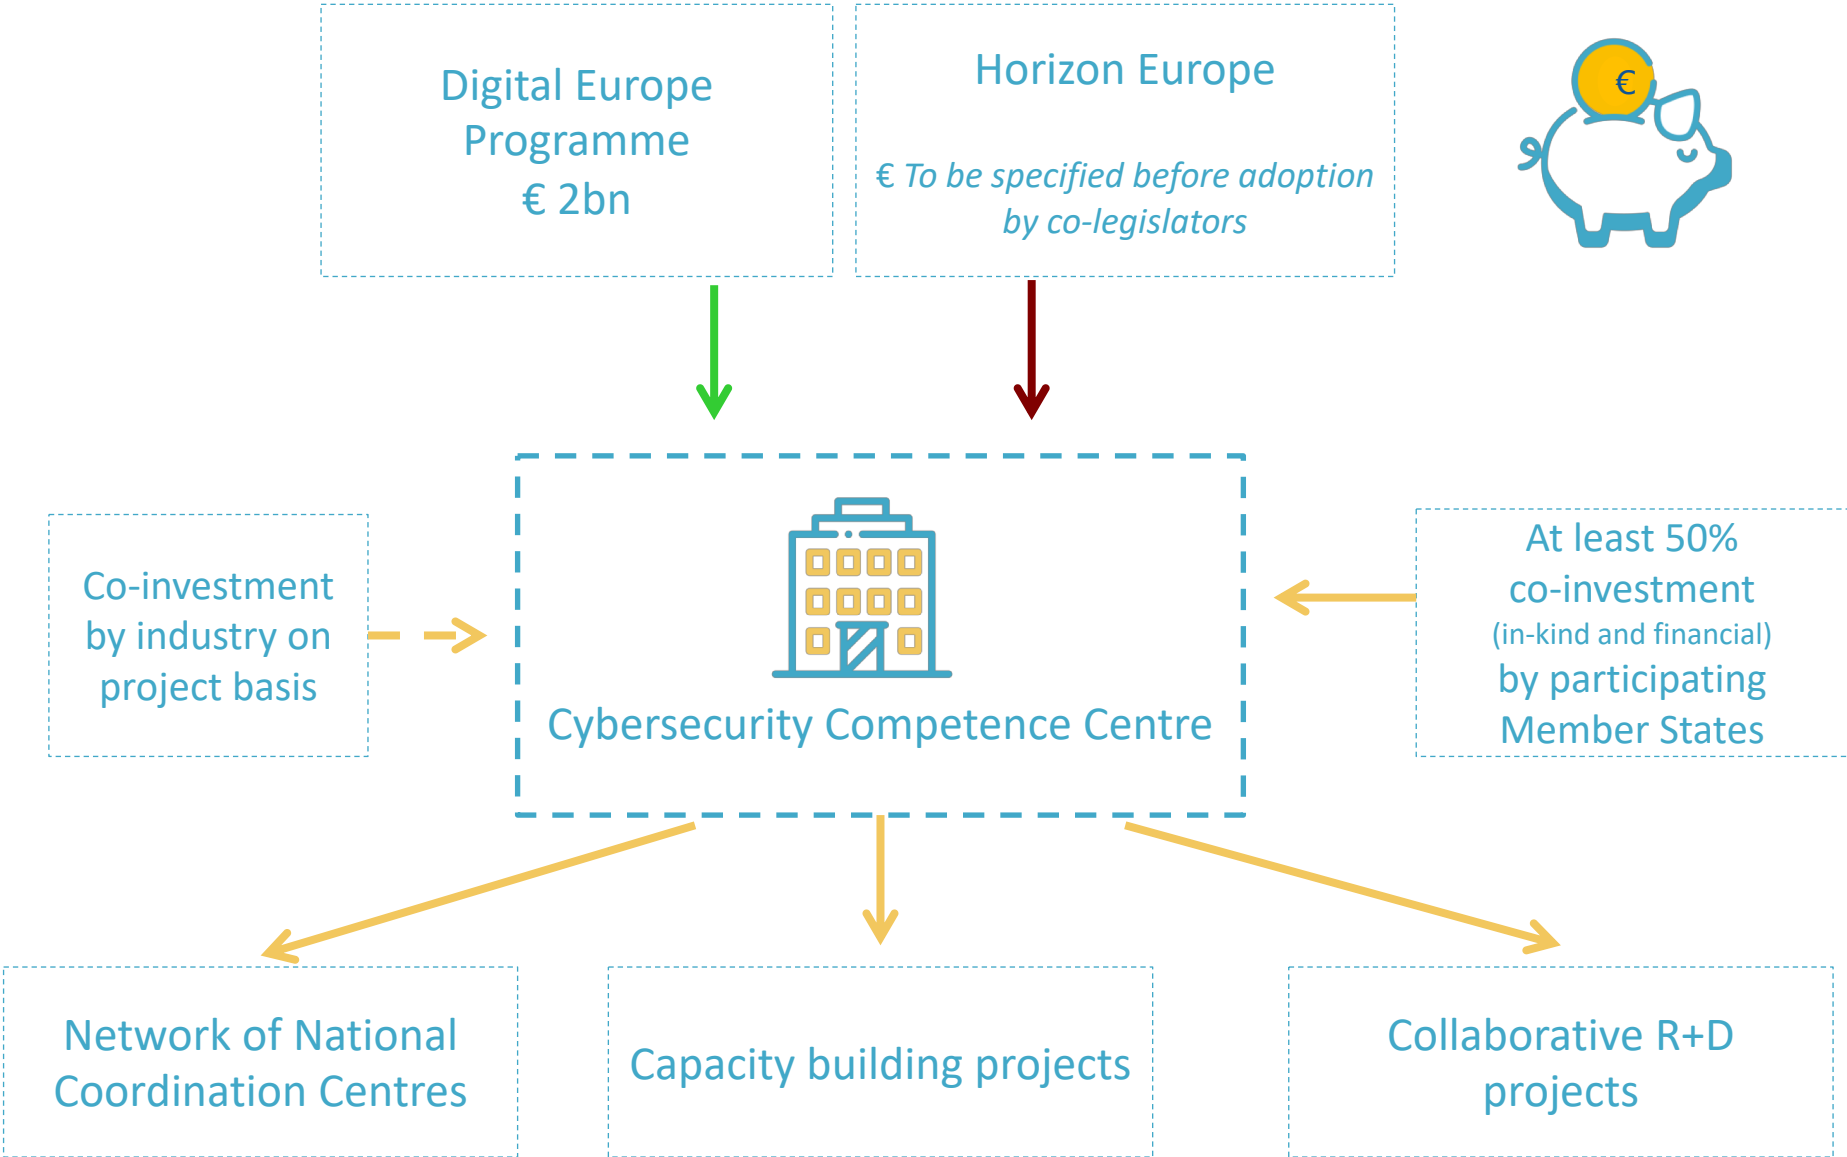 Digital Europe
Programme
€ 2bn
Horizon Europe
€ To be specified before adoption
by co-legislators
€
Co-investment
by industry on
project basis
Cybersecurity Competence Centre
At least 50%
co-investment
(in-kind and financial)
by participating
Member States
Network of National
Coordination Centres
Capacity building projects
Collaborative R+D
projects